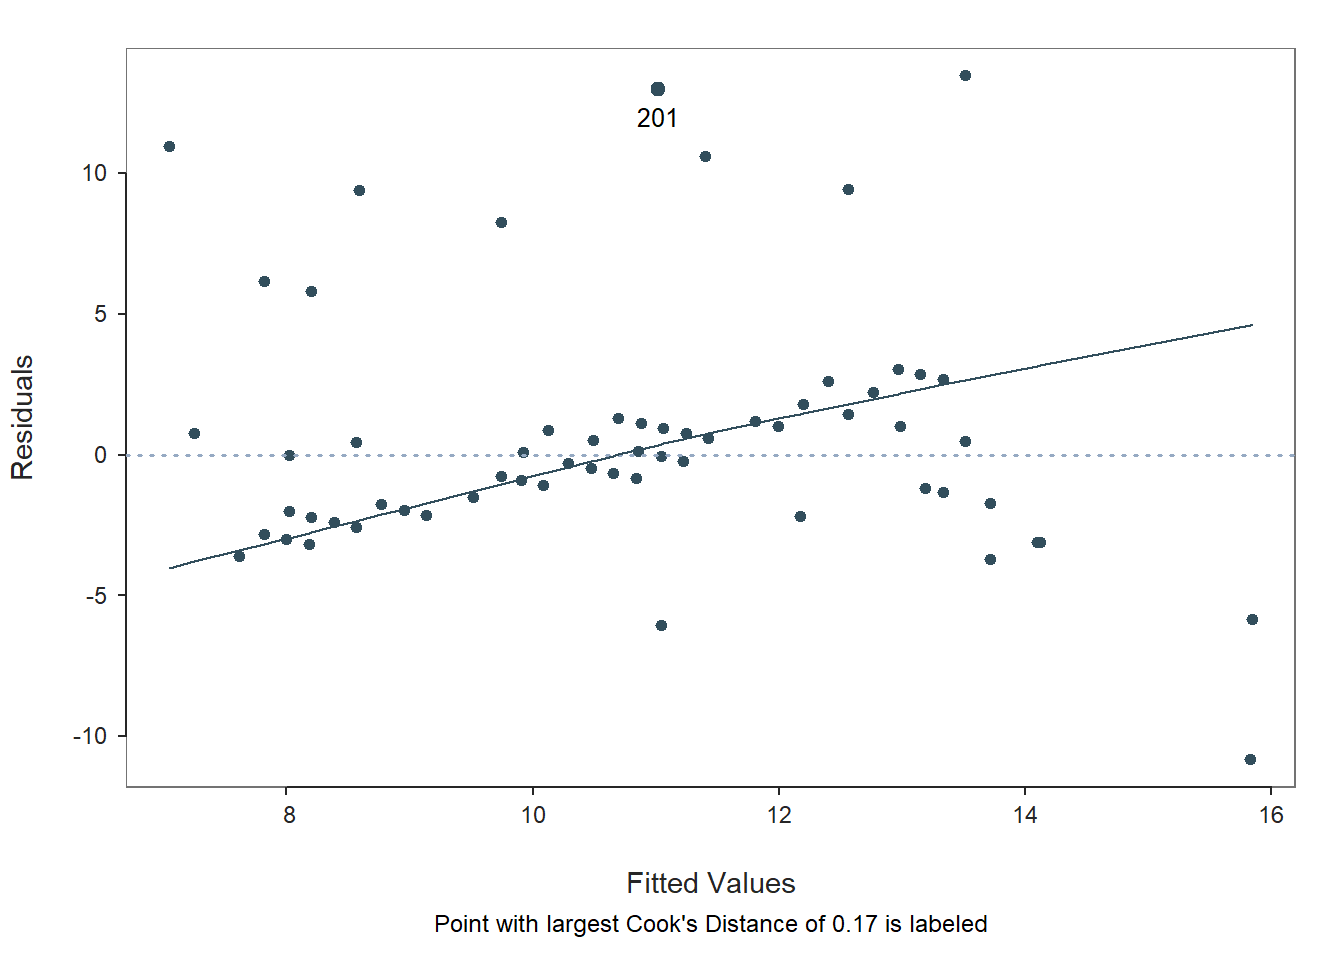 201
10
5
0
-5
-10
Residuals
8 10 12 14 16
Fitted Values
Point with largest Cook's Distance of 0.17 is labeled